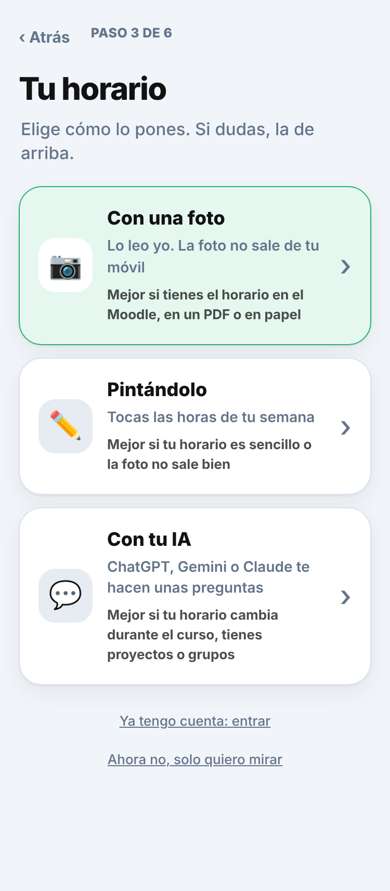 ‹ Atrás PASO 3 DE 6
Tu horario
Elige cómo lo pones. Si dudas, la de
arriba.
Con una foto
Lo leo yo. La foto no sale de tu
móvil
Mejor si tienes el horario en el
Moodle, en un PDF o en papel
Pintándolo
Tocas las horas de tu semana
Mejor si tu horario es sencillo o
la foto no sale bien
Con tu IA
ChatGPT, Gemini o Claude te
hacen unas preguntas
Mejor si tu horario cambia
durante el curso, tienes
proyectos o grupos
Ya tengo cuenta: entrar
Ahora no, solo quiero mirar